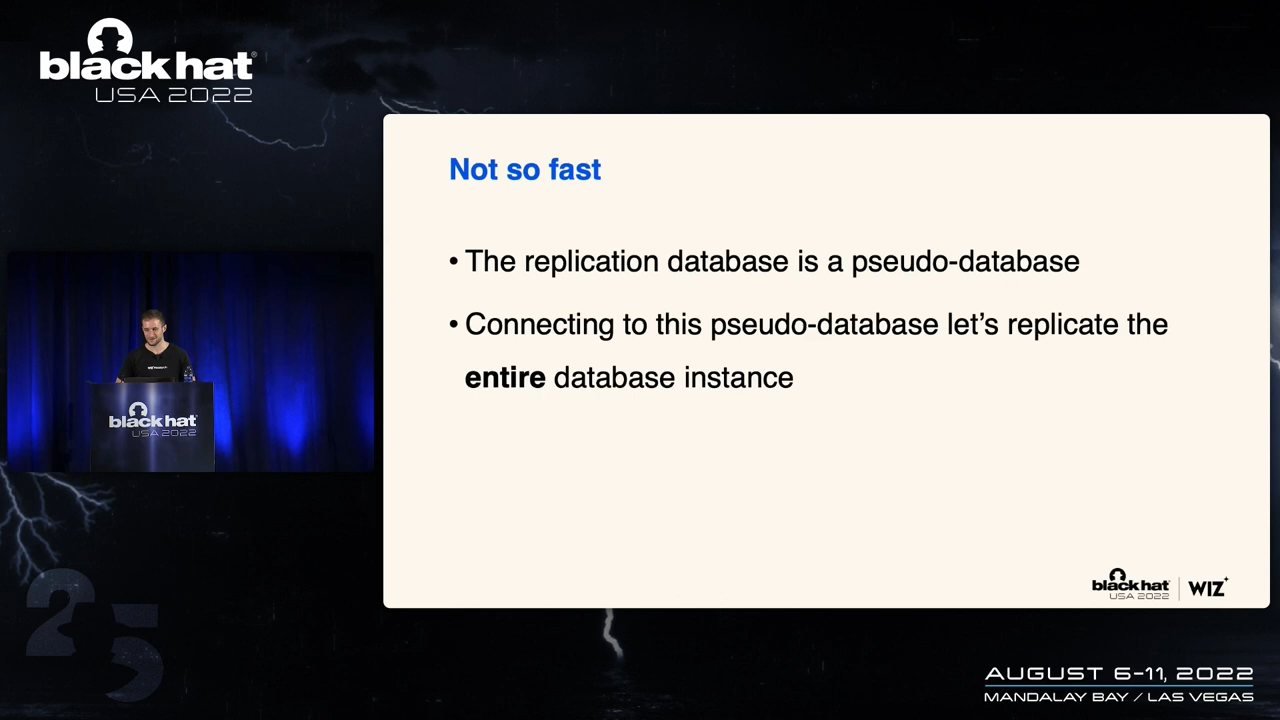 black hat
USA 2022
Not so fast
• The replication database is a pseudo-database
• Connecting to this pseudo-database let’s replicate the
entire database instance
black hat
USA 2022
black hat
USA 2022
WIZ
25
AUGUST 6-11, 2022
MANDALAY BAY / LAS VEGAS